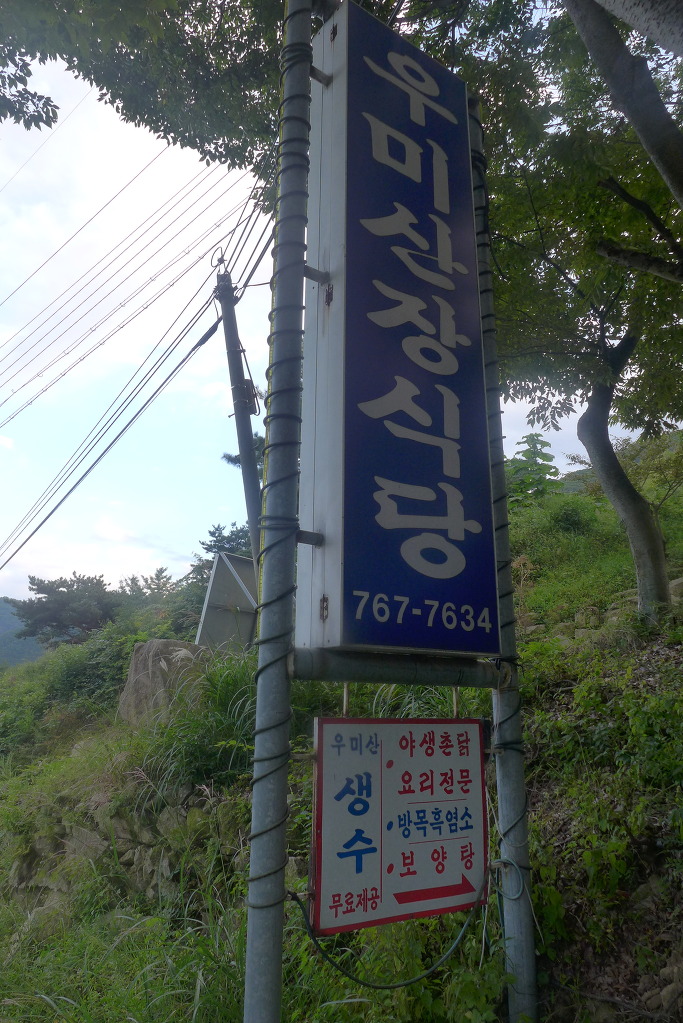 우미산장식당
767-7634
우미산
생수
무료제공
야생촌닭
요리전문
방목흑염소
보양탕